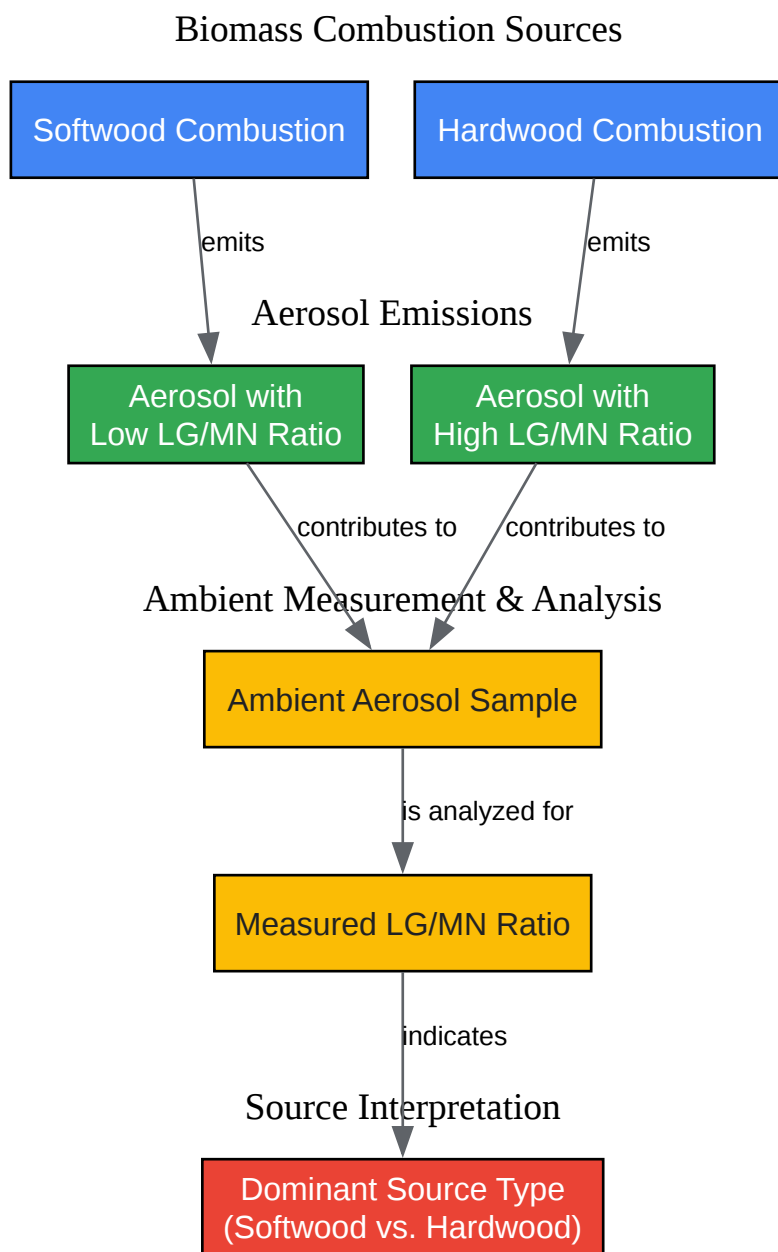 Biomass Combustion Sources
Softwood Combustion
Hardwood Combustion
emits
emits
Aerosol Emissions
Aerosol with
Low LG/MN Ratio
Aerosol with
High LG/MN Ratio
contributes to
contributes to
Ambient Measurement & Analysis
Ambient Aerosol Sample
is analyzed for
Measured LG/MN Ratio
indicates
Source Interpretation
Dominant Source Type
(Softwood vs. Hardwood)